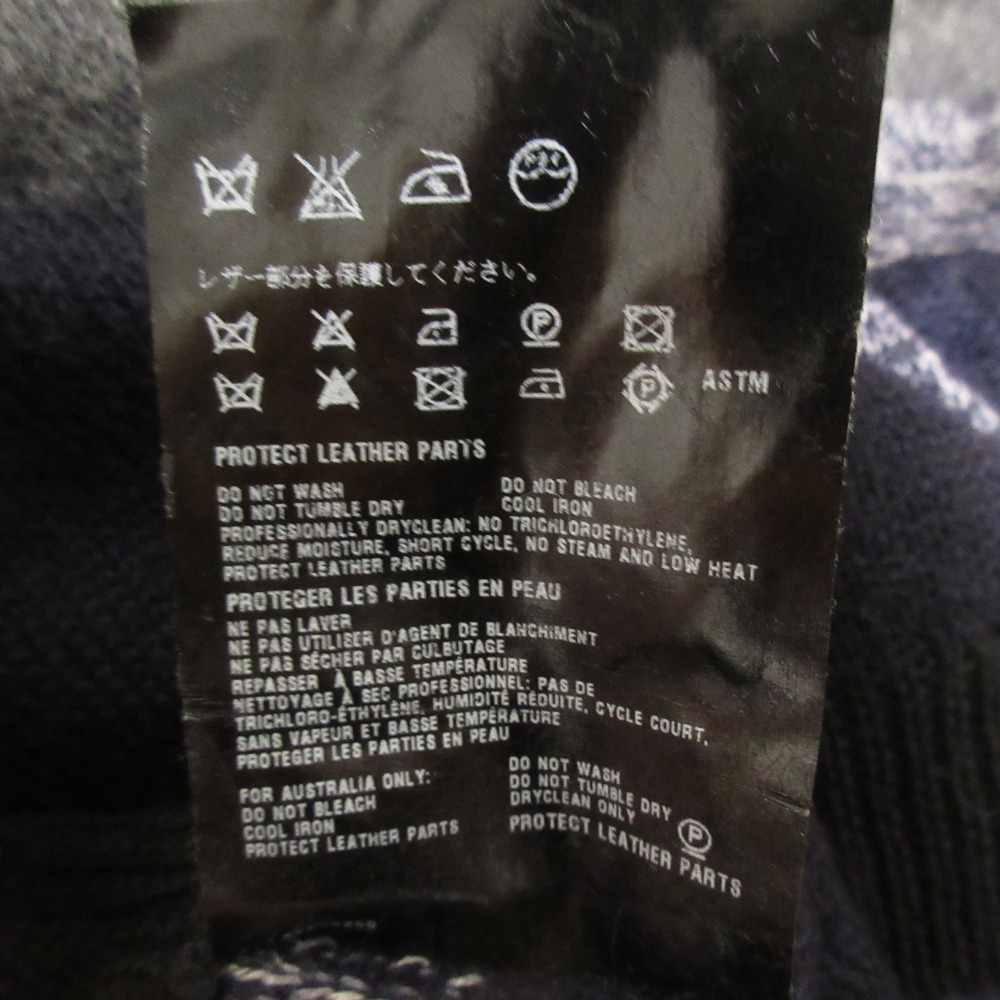 レザー部分を保護してください。
P
P ASTM
PROTECT LEATHER PARTS
DO NOT WASH DO NOT BLEACH
DO NOT TUMBLE DRY COOL IRON
PROFESSIONALLY DRYCLEAN: NO TRICHLOROETHYLENE,
REDUCE MOISTURE, SHORT CYCLE, NO STEAM AND LOW HEAT
PROTECT LEATHER PARTS
PROTEGER LES PARTIES EN PEAU
NE PAS LAVER
NE PAS UTILISER D'AGENT DE BLANCHIMENT
NE PAS SÉCHER PAR CULBUTAGE
REPASSER À BASSE TEMPÉRATURE
NETTOYAGE À SEC PROFESSIONNEL: PAS DE
TRICHLORO-ÉTHYLÈNE, HUMIDITÉ RÉDUITE, CYCLE COURT,
SANS VAPEUR ET BASSE TEMPÉRATURE
PROTEGER LES PARTIES EN PEAU
FOR AUSTRALIA ONLY: DO NOT WASH
DO NOT BLEACH DO NOT TUMBLE DRY
COOL IRON DRYCLEAN ONLY P
PROTECT LEATHER PARTS PROTECT LEATHER PARTS